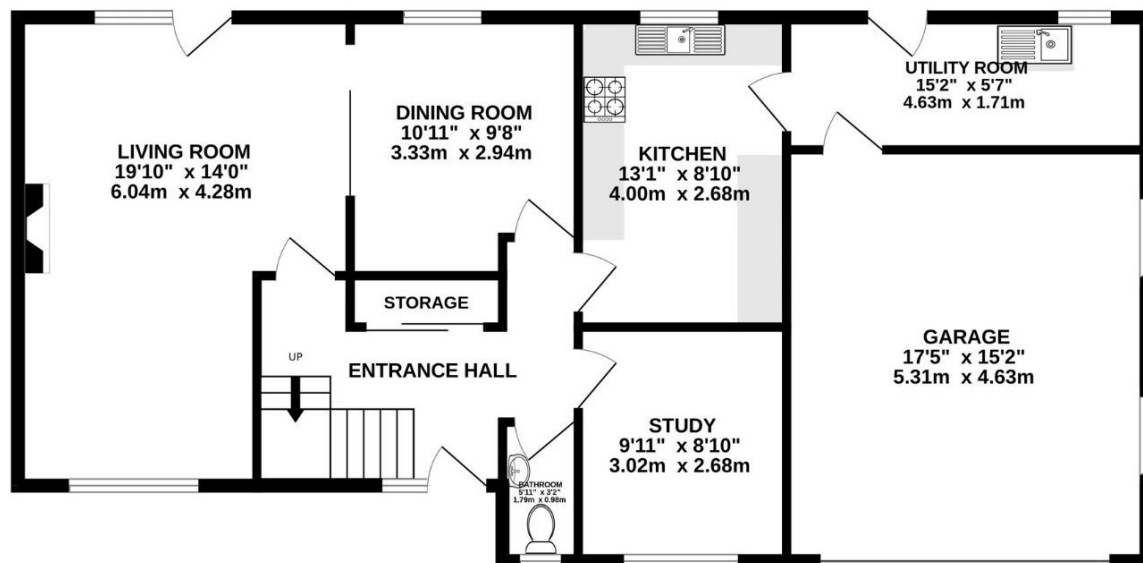 LIVING ROOM
19'10" x 14'0"
6.04m x 4.28m
DINING ROOM
10'11" x 9'8"
3.33m x 2.94m
KITCHEN
13'1" x 8'10"
4.00m x 2.68m
UTILITY ROOM
15'2" x 5'7"
4.63m x 1.71m
STORAGE
UP
ENTRANCE HALL
GARAGE
17'5" x 15'2"
5.31m x 4.63m
STUDY
9'11" x 8'10"
3.02m x 2.68m
BATHROOM
5'11" x 3'2"
1.79m x 0.98m